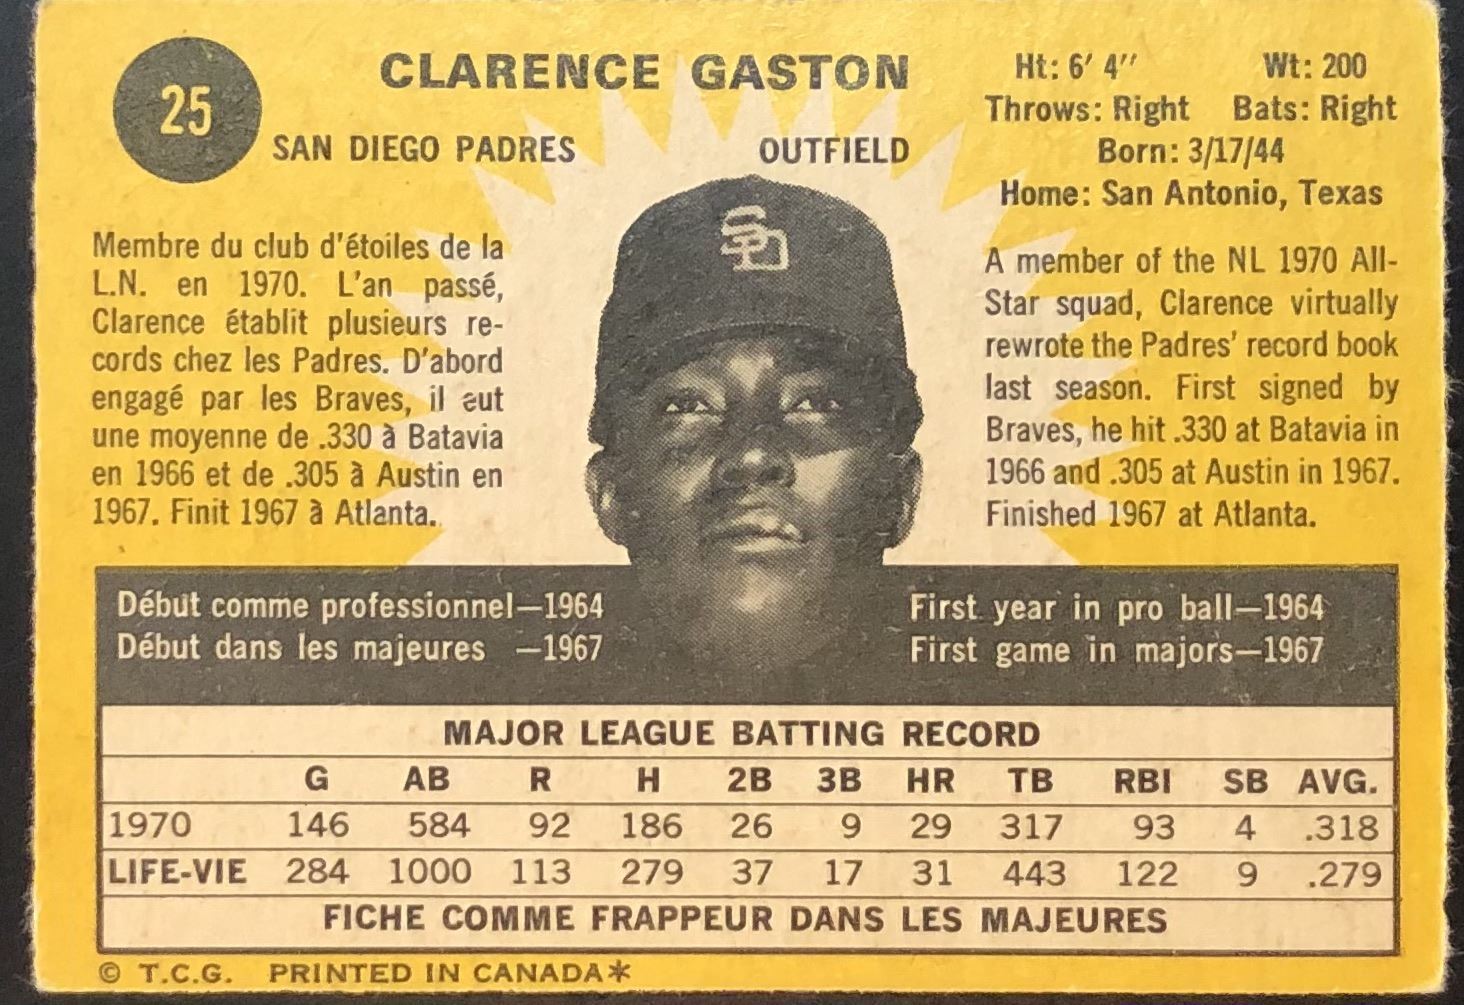 25
CLARENCE GASTON
SAN DIEGO PADRES OUTFIELD
Ht: 6' 4'' Wt: 200
Throws: Right Bats: Right
Born: 3/17/44
Home: San Antonio, Texas
Membre du club d'étoiles de la
L.N. en 1970. L'an passé,
Clarence établit plusieurs re-
cords chez les Padres. D'abord
engagé par les Braves, il eut
une moyenne de .330 à Batavia
en 1966 et de .305 à Austin en
1967. Finit 1967 à Atlanta.
SD
A member of the NL 1970 All-
Star squad, Clarence virtually
rewrote the Padres' record book
last season. First signed by
Braves, he hit .330 at Batavia in
1966 and .305 at Austin in 1967.
Finished 1967 at Atlanta.
Début comme professionnel—1964
Début dans les majeures —1967
First year in pro ball—1964
First game in majors—1967
MAJOR LEAGUE BATTING RECORD
G AB R H 2B 3B HR TB RBI SB AVG.
1970 146 584 92 186 26 9 29 317 93 4 .318
LIFE-VIE 284 1000 113 279 37 17 31 443 122 9 .279
FICHE COMME FRAPPEUR DANS LES MAJEURES
© T.C.G. PRINTED IN CANADA*